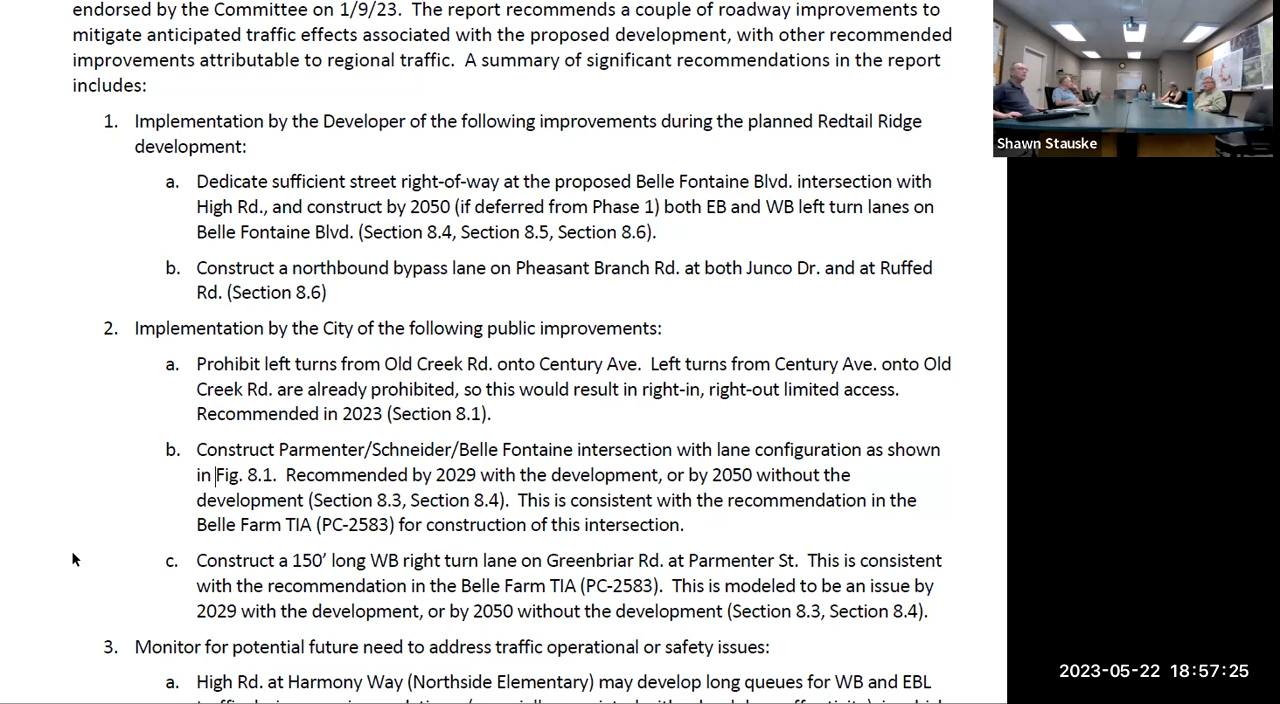 endorsed by the Committee on 1/9/23.  The report recommends a couple of roadway improvements to
mitigate anticipated traffic effects associated with the proposed development, with other recommended
improvements attributable to regional traffic.  A summary of significant recommendations in the report
includes:
1. Implementation by the Developer of the following improvements during the planned Redtail Ridge
development:
a. Dedicate sufficient street right-of-way at the proposed Belle Fontaine Blvd. intersection with
High Rd., and construct by 2050 (if deferred from Phase 1) both EB and WB left turn lanes on
Belle Fontaine Blvd. (Section 8.4, Section 8.5, Section 8.6).
b. Construct a northbound bypass lane on Pheasant Branch Rd. at both Junco Dr. and at Ruffed
Rd. (Section 8.6)
2. Implementation by the City of the following public improvements:
a. Prohibit left turns from Old Creek Rd. onto Century Ave.  Left turns from Century Ave. onto Old
Creek Rd. are already prohibited, so this would result in right-in, right-out limited access.
Recommended in 2023 (Section 8.1).
b. Construct Parmenter/Schneider/Belle Fontaine intersection with lane configuration as shown
in Fig. 8.1.  Recommended by 2029 with the development, or by 2050 without the
development (Section 8.3, Section 8.4).  This is consistent with the recommendation in the
Belle Farm TIA (PC-2583) for construction of this intersection.
c. Construct a 150’ long WB right turn lane on Greenbriar Rd. at Parmenter St.  This is consistent
with the recommendation in the Belle Farm TIA (PC-2583).  This is modeled to be an issue by
2029 with the development, or by 2050 without the development (Section 8.3, Section 8.4).
3. Monitor for potential future need to address traffic operational or safety issues:
a. High Rd. at Harmony Way (Northside Elementary) may develop long queues for WB and EBL
Shawn Stauske
2023-05-22 18:57:25